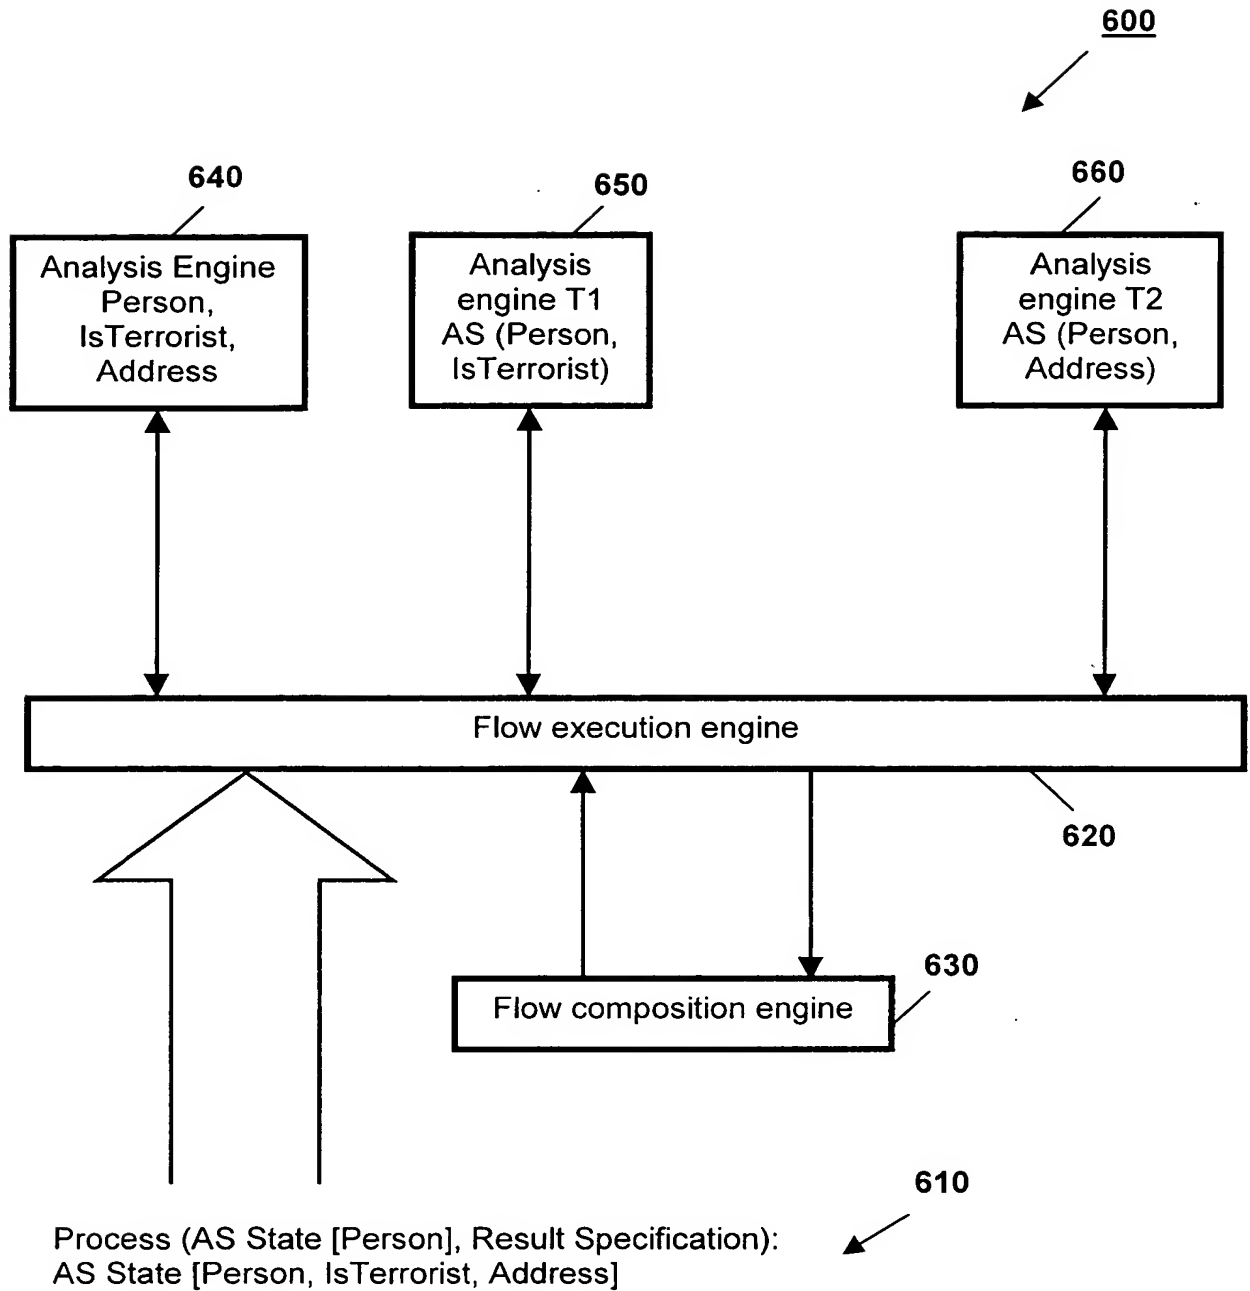 600
640
650
660
Analysis Engine
Person,
IsTerrorist,
Address
Analysis
engine T1
AS (Person,
IsTerrorist)
Analysis
engine T2
AS (Person,
Address)
Flow execution engine
620
630
Flow composition engine
610
Process (AS State [Person], Result Specification):
AS State [Person, IsTerrorist, Address]